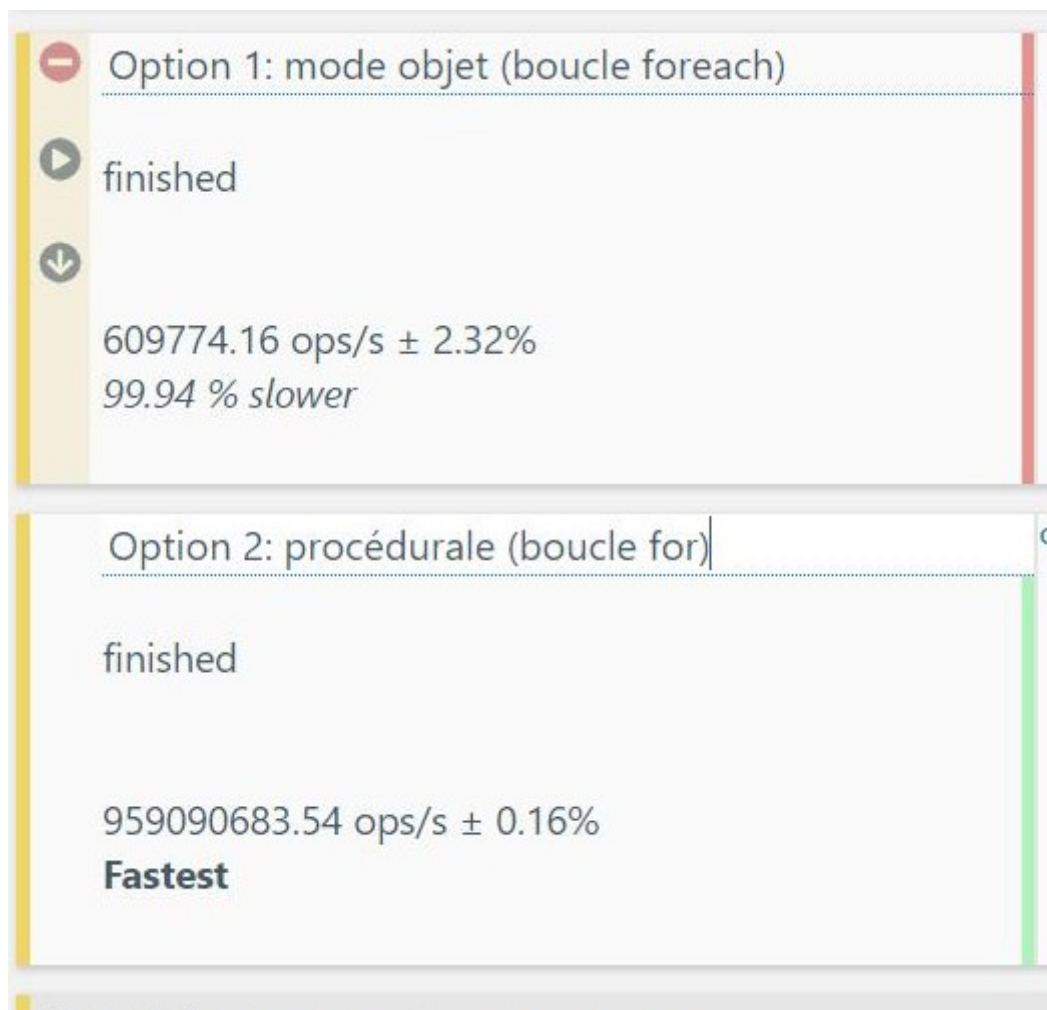 Option 1: mode objet (boucle foreach)
finished
609774.16 ops/s ± 2.32%
99.94 % slower
Option 2: procédurale (boucle for)
finished
959090683.54 ops/s ± 0.16%
Fastest